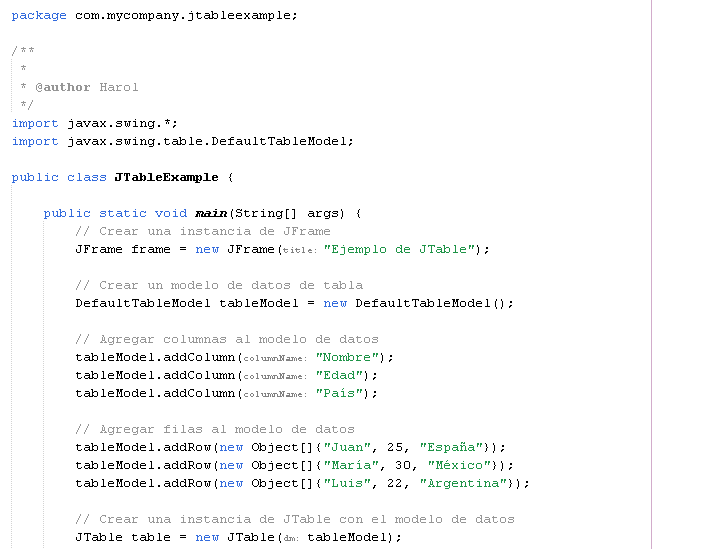 package com.mycompany.jtableexample;
/**
*
* @author Harol
*/
import javax.swing.*;
import javax.swing.table.DefaultTableModel;
public class JTableExample {
public static void main(String[] args) {
// Crear una instancia de JFrame
JFrame frame = new JFrame(title: "Ejemplo de JTable");
// Crear un modelo de datos de tabla
DefaultTableModel tableModel = new DefaultTableModel();
// Agregar columnas al modelo de datos
tableModel.addColumn(columnName: "Nombre");
tableModel.addColumn(columnName: "Edad");
tableModel.addColumn(columnName: "País");
// Agregar filas al modelo de datos
tableModel.addRow(new Object[]{"Juan", 25, "España"});
tableModel.addRow(new Object[]{"María", 30, "México"});
tableModel.addRow(new Object[]{"Luis", 22, "Argentina"});
// Crear una instancia de JTable con el modelo de datos
JTable table = new JTable(dm: tableModel);